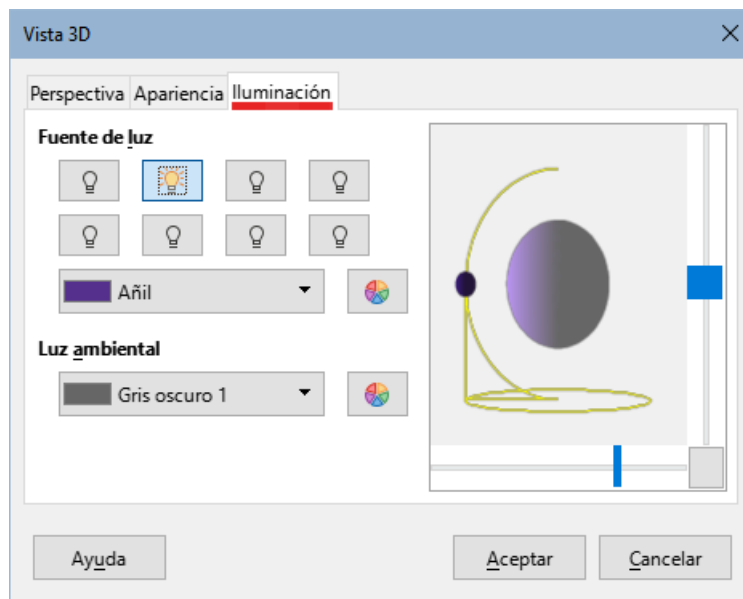 Vista 3D
Perspectiva Apariencia Iluminación
Fuente de luz
Añil
Luz ambiental
Gris oscuro 1
Ayuda Aceptar Cancelar